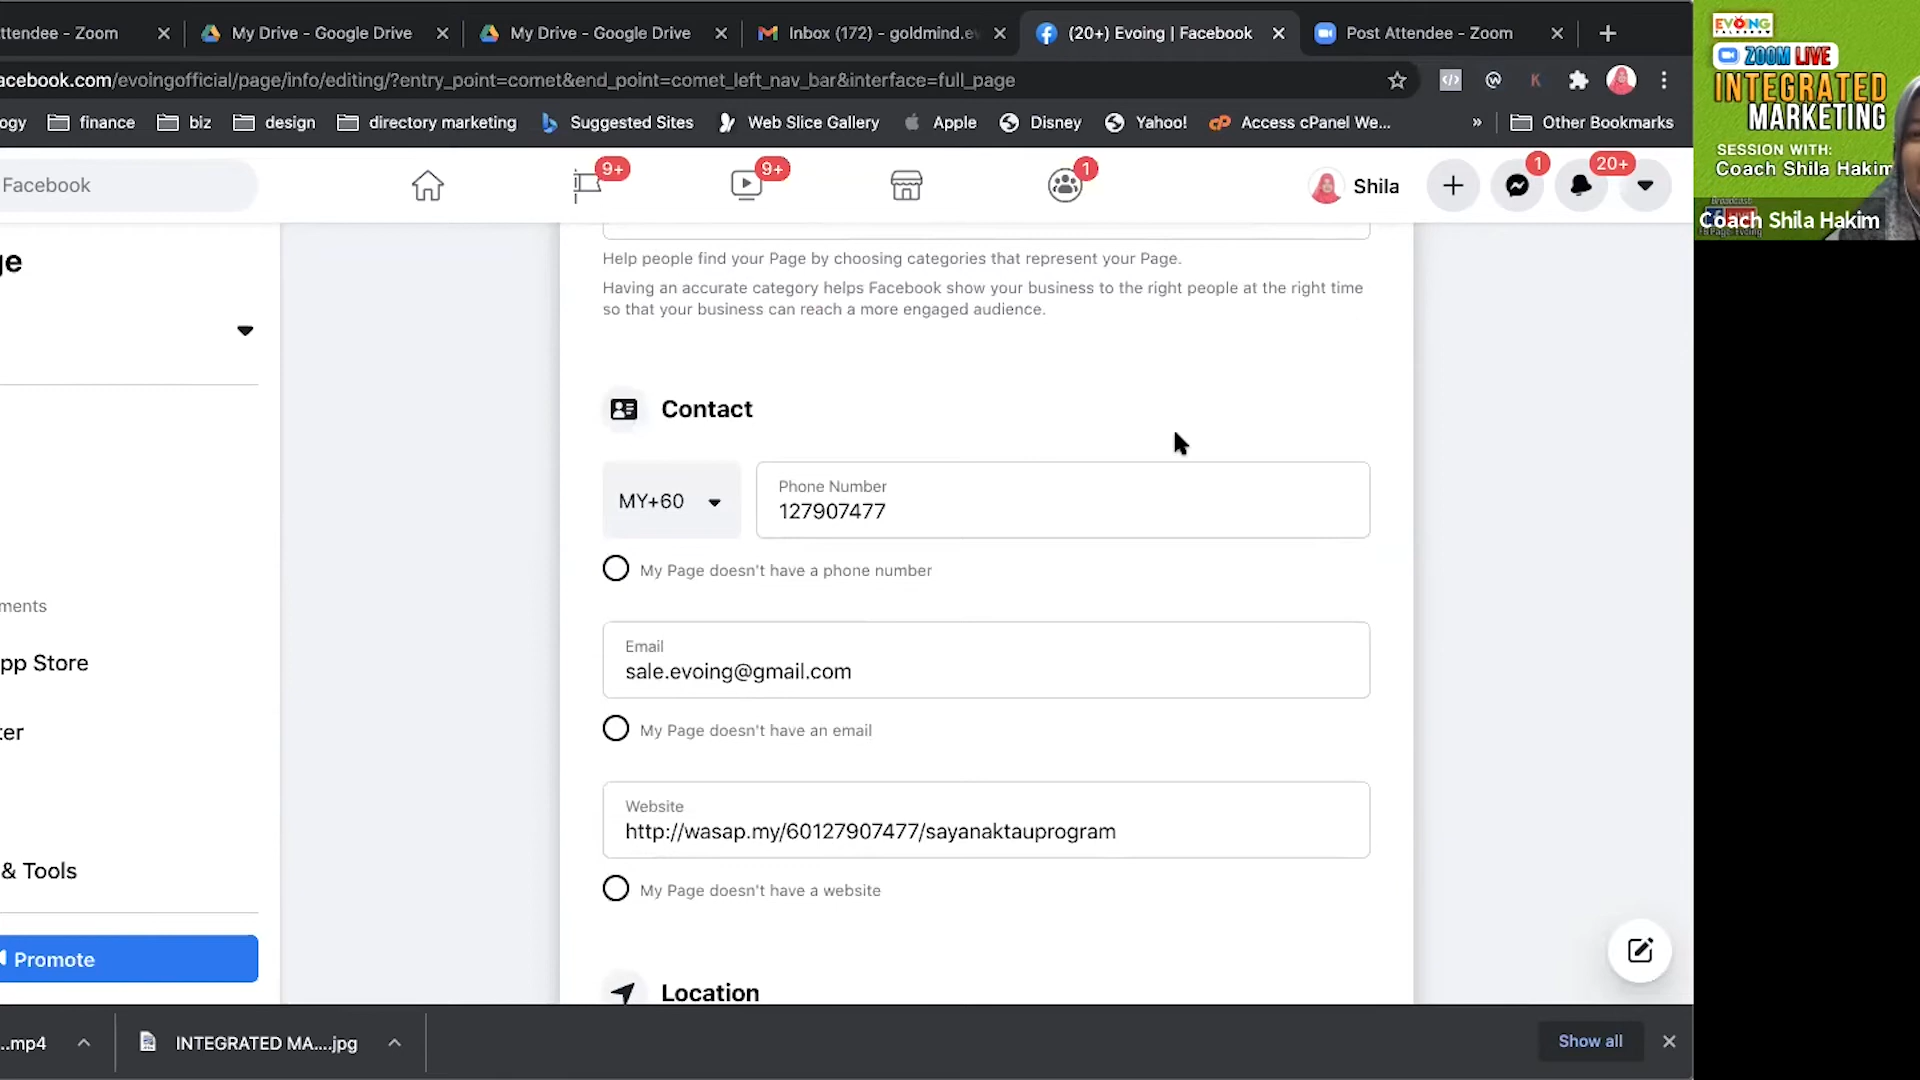 ttendee - Zoom
My Drive - Google Drive
My Drive - Google Drive
Inbox (172) - goldmind.ev
(20+) Evoing | Facebook
Post Attendee - Zoom
acebook.com/evoingofficial/page/info/editing/?entry_point=comet&end_point=comet_left_nav_bar&interface=full_page
K
ogy
finance
biz
design
directory marketing
Suggested Sites
Web Slice Gallery
Apple
Disney
Yahoo!
Access cPanel We...
»
Other Bookmarks
Facebook
9+
9+
1
Shila
1
20+
ge
ments
pp Store
ter
& Tools
Promote
Help people find your Page by choosing categories that represent your Page.
Having an accurate category helps Facebook show your business to the right people at the right time
so that your business can reach a more engaged audience.
Contact
MY+60
Phone Number
127907477
My Page doesn't have a phone number
Email
sale.evoing@gmail.com
My Page doesn't have an email
Website
http://wasap.my/60127907477/sayanaktauprogram
My Page doesn't have a website
Location
...mp4
INTEGRATED MA....jpg
Show all
EVOING
ZOOM LIVE
INTEGRATED
MARKETING
SESSION WITH:
Coach Shila Hakim
Broadcast
Coach Shila Hakim